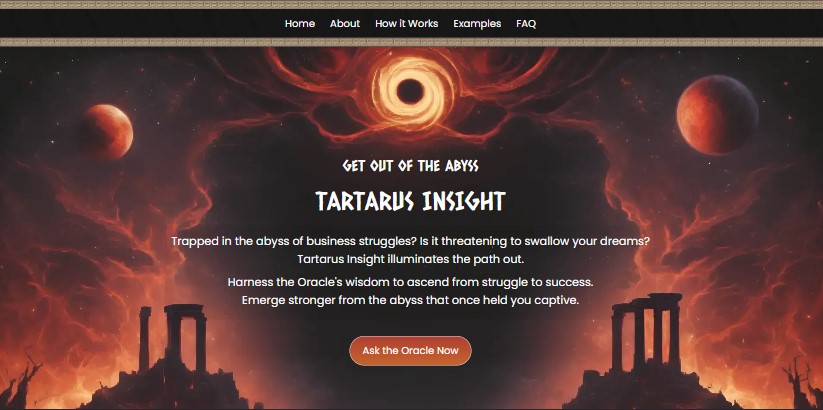 Home About How it Works Examples FAQ
GET OUT OF THE ABYSS
TARTARUS INSIGHT
Trapped in the abyss of business struggles? Is it threatening to swallow your dreams?
Tartarus Insight illuminates the path out.
Harness the Oracle's wisdom to ascend from struggle to success.
Emerge stronger from the abyss that once held you captive.
Ask the Oracle Now